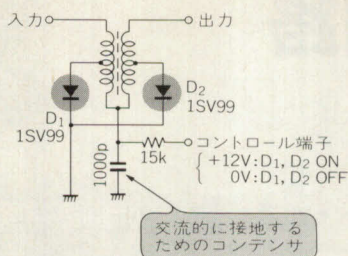 入力
出力
D1
1SV99
D2
1SV99
1000p
15k
コントロール端子
+12V:D1, D2 ON
0V:D1, D2 OFF
交流的に接地する
ためのコンデンサ